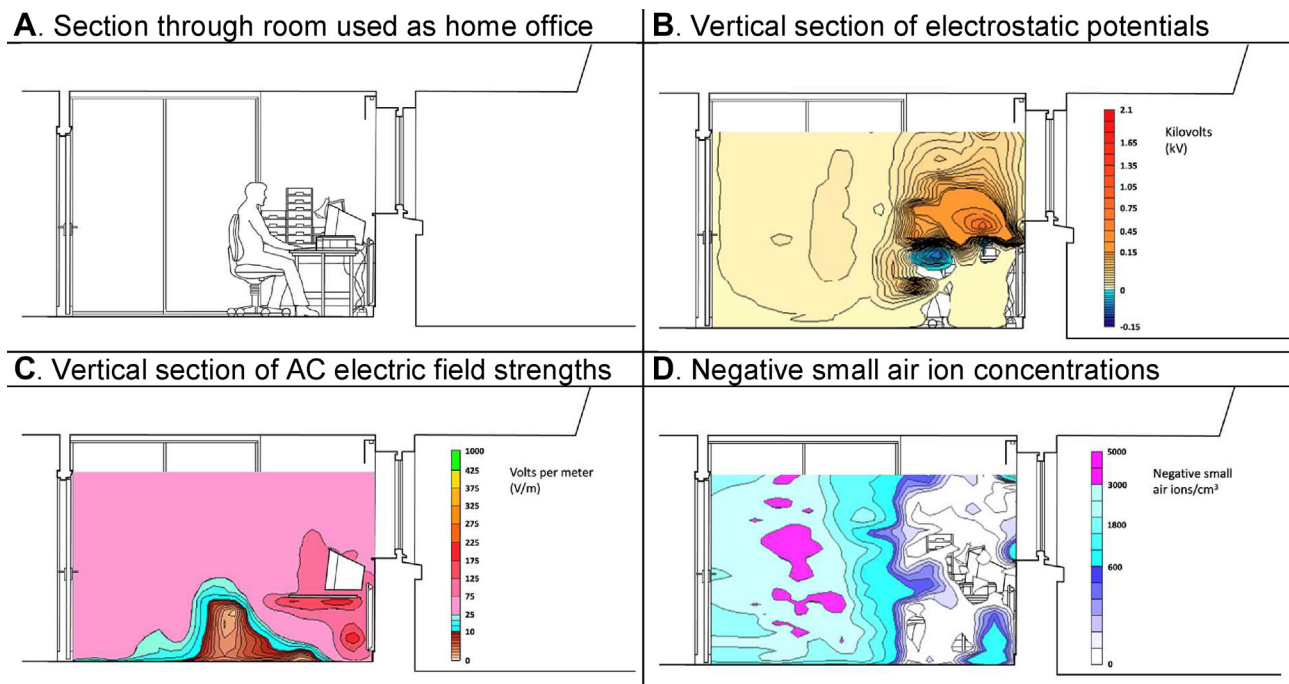 A. Section through room used as home office
B. Vertical section of electrostatic potentials
2.1
1.65
1.35
1.05
0.75
0.45
0.15
0
-0.15
Kilovolts
(kV)
C. Vertical section of AC electric field strengths
1000
425
375
325
275
225
175
125
75
25
10
0
Volts per meter
(V/m)
D. Negative small air ion concentrations
5000
3000
1800
600
0
Negative small
air ions/cm³